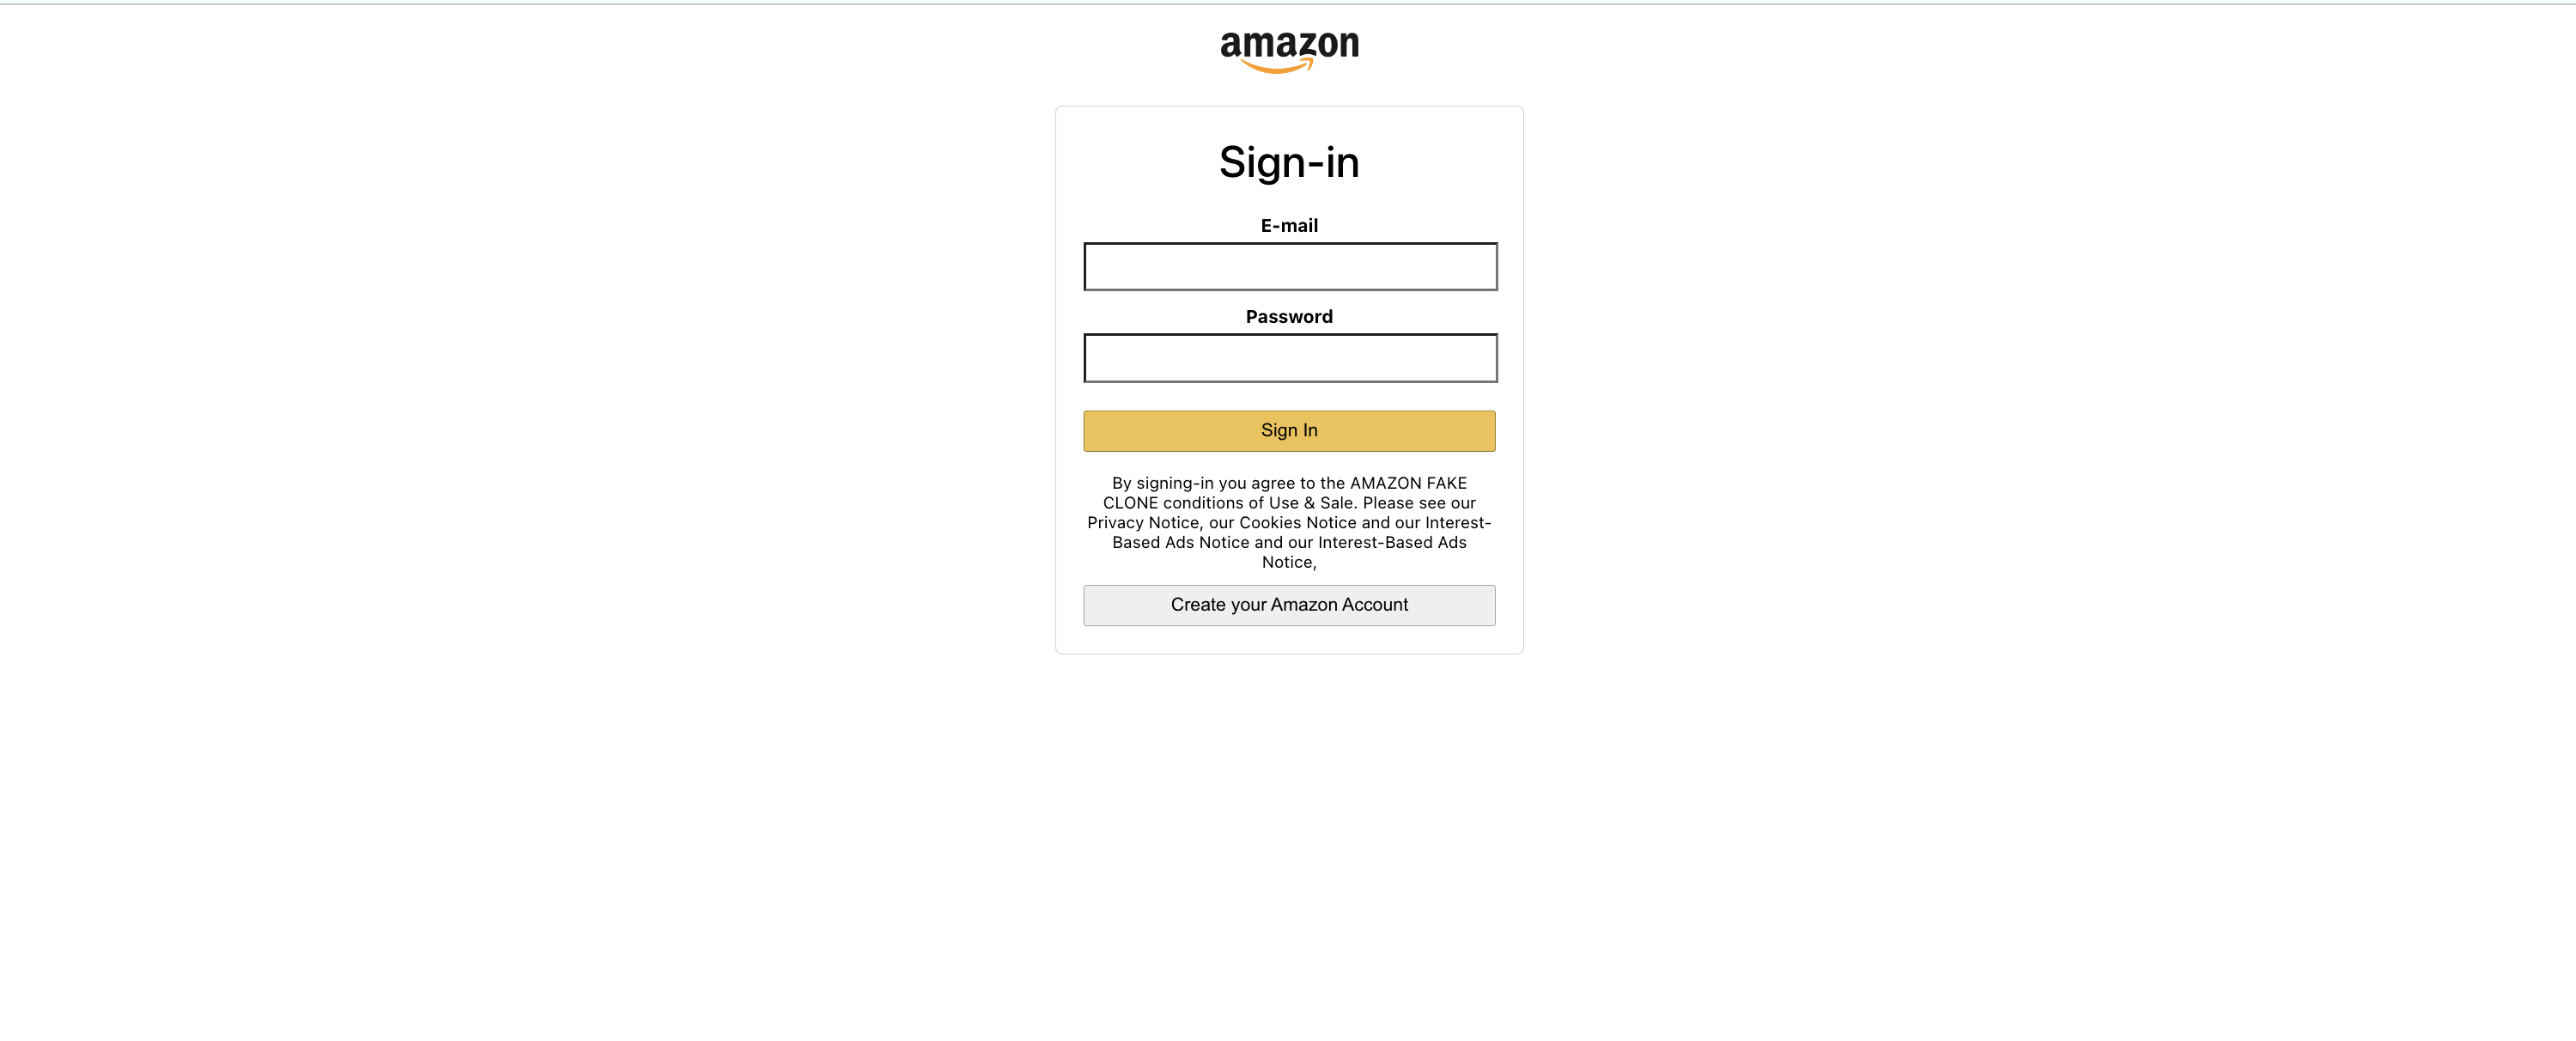 amazon
Sign-in
E-mail
Password
Sign In
By signing-in you agree to the AMAZON FAKE
CLONE conditions of Use & Sale. Please see our
Privacy Notice, our Cookies Notice and our Interest-
Based Ads Notice and our Interest-Based Ads
Notice,
Create your Amazon Account